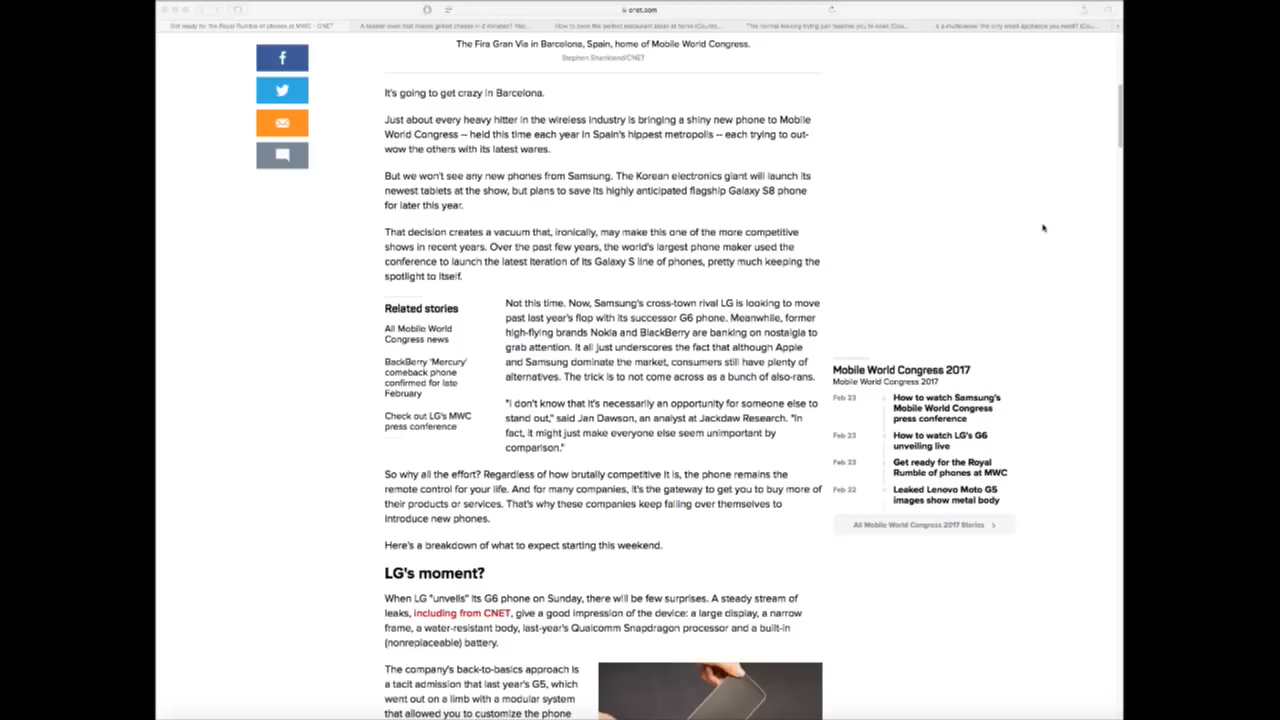 cnet.com
Get ready for the Royal Rumble of phones at MWC - CNET
The Fira Gran Via in Barcelona, Spain, home of Mobile World Congress.
Stephen Shankland/CNET
It's going to get crazy in Barcelona.
Just about every heavy hitter in the wireless industry is bringing a shiny new phone to Mobile
World Congress -- held this time each year in Spain's hippest metropolis -- each trying to out-
wow the others with its latest wares.
But we won't see any new phones from Samsung. The Korean electronics giant will launch its
newest tablets at the show, but plans to save its highly anticipated flagship Galaxy S8 phone
for later this year.
That decision creates a vacuum that, ironically, may make this one of the more competitive
shows in recent years. Over the past few years, the world's largest phone maker used the
conference to launch the latest iteration of its Galaxy S line of phones, pretty much keeping the
spotlight to itself.
Related stories
All Mobile World
Congress news
BackBerry 'Mercury'
comeback phone
confirmed for late
February
Check out LG's MWC
press conference
Not this time. Now, Samsung's cross-town rival LG is looking to move
past last year's flop with its successor G6 phone. Meanwhile, former
high-flying brands Nokia and BlackBerry are banking on nostalgia to
grab attention. It all just underscores the fact that although Apple
and Samsung dominate the market, consumers still have plenty of
alternatives. The trick is to not come across as a bunch of also-rans.
"I don't know that it's necessarily an opportunity for someone else to
stand out," said Jan Dawson, an analyst at Jackdaw Research. "In
fact, it might just make everyone else seem unimportant by
comparison."
So why all the effort? Regardless of how brutally competitive it is, the phone remains the
remote control for your life. And for many companies, it's the gateway to get you to buy more of
their products or services. That's why these companies keep falling over themselves to
introduce new phones.
Here's a breakdown of what to expect starting this weekend.
LG's moment?
When LG "unveils" its G6 phone on Sunday, there will be few surprises. A steady stream of
leaks, including from CNET, give a good impression of the device: a large display, a narrow
frame, a water-resistant body, last-year's Qualcomm Snapdragon processor and a built-in
(nonreplaceable) battery.
The company's back-to-basics approach is
a tacit admission that last year's G5, which
went out on a limb with a modular system
that allowed you to customize the phone
Mobile World Congress 2017
Mobile World Congress 2017
Feb 23
How to watch Samsung's
Mobile World Congress
press conference
Feb 23
How to watch LG's G6
unveiling live
Feb 23
Get ready for the Royal
Rumble of phones at MWC
Feb 22
Leaked Lenovo Moto G5
images show metal body
All Mobile World Congress 2017 Stories